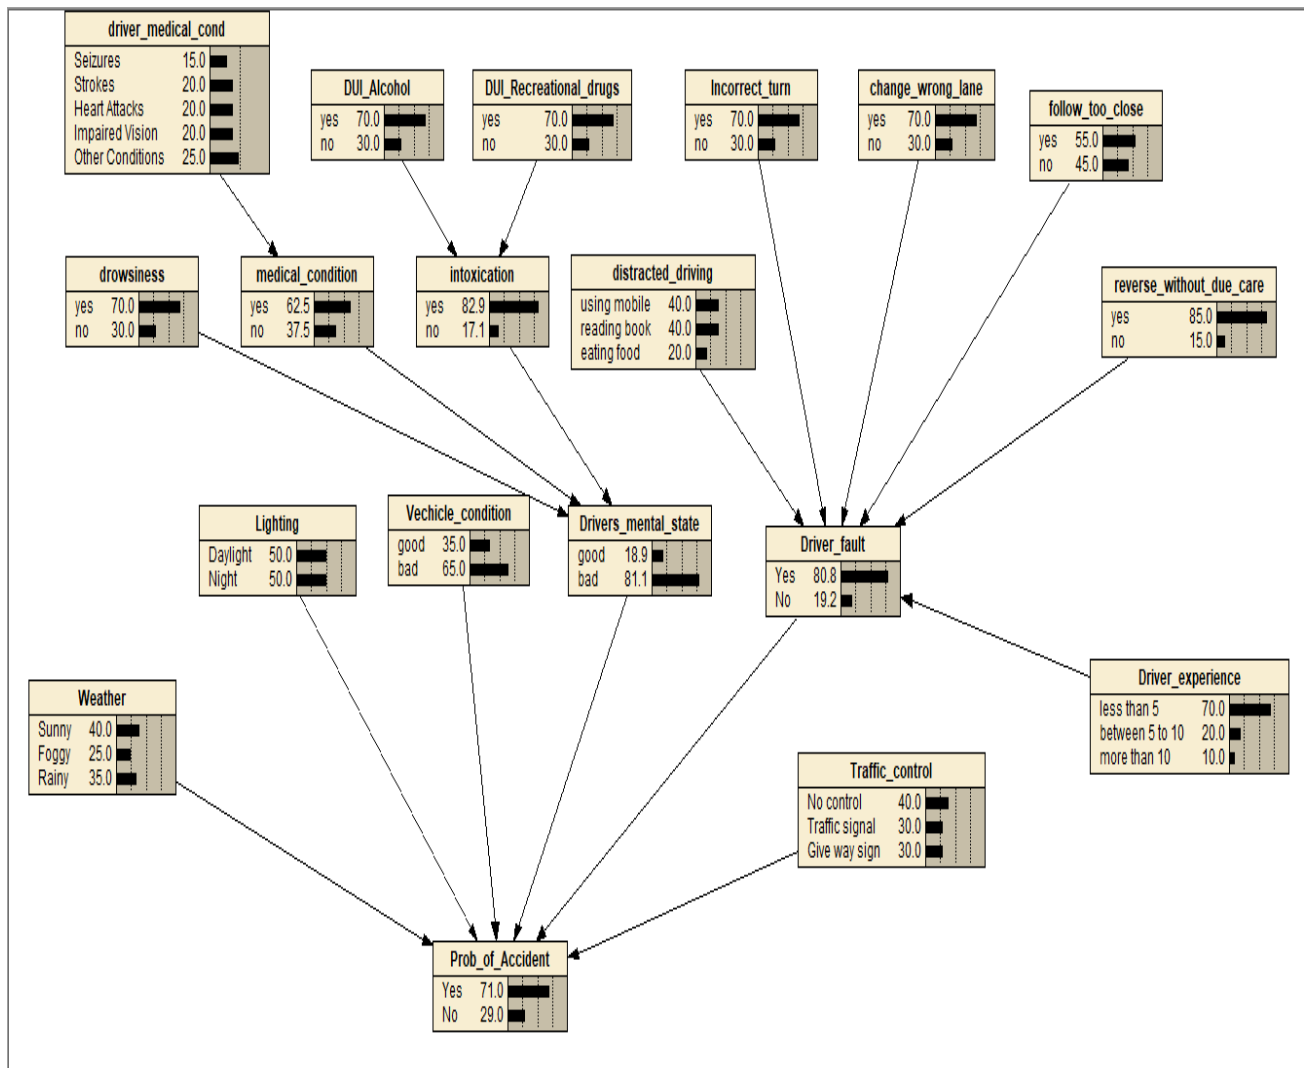 driver_medical_cond
Seizures 15.0
Strokes 20.0
Heart Attacks 20.0
Impaired Vision 20.0
Other Conditions 25.0
DUI_Alcohol
yes 70.0
no 30.0
DUI_Recreational_drugs
yes 70.0
no 30.0
Incorrect_turn
yes 70.0
no 30.0
change_wrong_lane
yes 70.0
no 30.0
follow_too_close
yes 55.0
no 45.0
drowsiness
yes 70.0
no 30.0
medical_condition
yes 62.5
no 37.5
intoxication
yes 82.9
no 17.1
distracted_driving
using mobile 40.0
reading book 40.0
eating food 20.0
reverse_without_due_care
yes 85.0
no 15.0
Lighting
Daylight 50.0
Night 50.0
Vechicle_condition
good 35.0
bad 65.0
Drivers_mental_state
good 18.9
bad 81.1
Driver_fault
Yes 80.8
No 19.2
Weather
Sunny 40.0
Foggy 25.0
Rainy 35.0
Driver_experience
less than 5 70.0
between 5 to 10 20.0
more than 10 10.0
Traffic_control
No control 40.0
Traffic signal 30.0
Give way sign 30.0
Prob_of_Accident
Yes 71.0
No 29.0